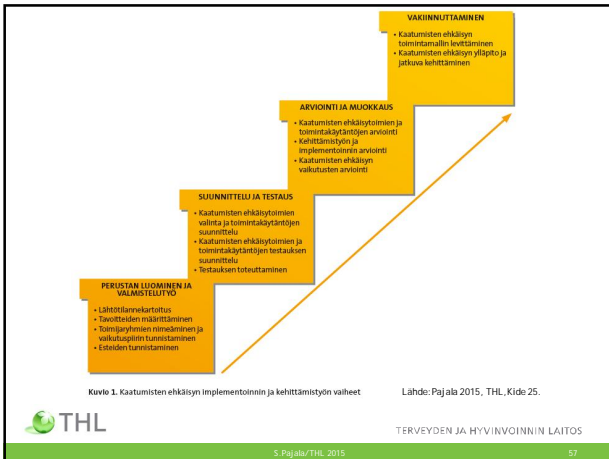 VAKIINNUTTAMINEN
• Kaatumisten ehkäisyn
toimintamallin levittäminen
• Kaatumisten ehkäisyn ylläpito ja
jatkuva kehittäminen
ARVIOINTI JA MUOKKAUS
• Kaatumisten ehkäisytoimien ja
toimintakäytäntöjen arviointi
• Kehittämistyön ja
implementoinnin arviointi
• Kaatumisten ehkäisyn
vaikutusten arviointi
SUUNNITTELU JA TESTAUS
• Kaatumisten ehkäisytoimien
valinta ja toimintakäytäntöjen
suunnittelu
• Kaatumisten ehkäisytoimien ja
toimintakäytäntöjen testauksen
suunnittelu
• Testauksen toteuttaminen
PERUSTAN LUOMINEN JA
VALMISTELUTYÖ
• Lähtötilannekartoitus
• Tavoitteiden määrittäminen
• Toimijaryhmien nimeäminen ja
vaikutuspiirin tunnistaminen
• Esteiden tunnistaminen
Kuvio 1. Kaatumisten ehkäisyn implementoinnin ja kehittämistyön vaiheet
Lähde: Pajala 2015, THL, Kide 25.
THL
TERVEYDEN JA HYVINVOINNIN LAITOS
S.Pajala/THL 2015
57